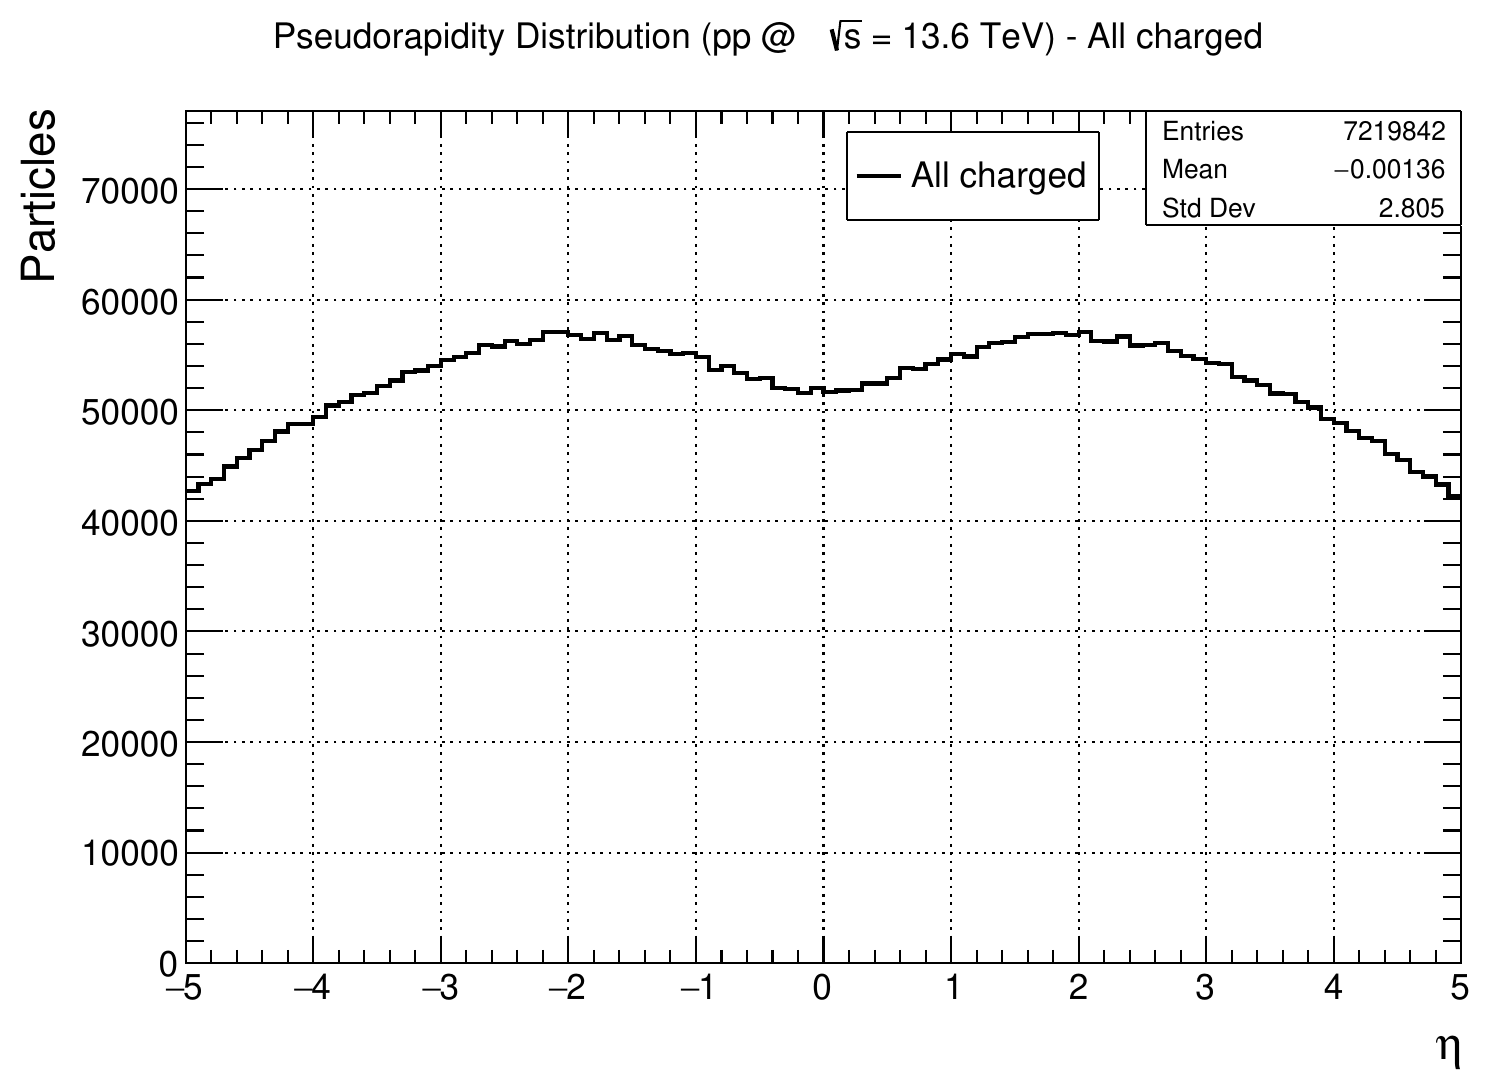 Pseudorapidity Distribution (pp @ √s = 13.6 TeV) - All charged
Particles
Entries 7219842
Mean −0.00136
Std Dev 2.805
All charged
70000
60000
50000
40000
30000
20000
10000
0
−5 −4 −3 −2 −1 0 1 2 3 4 5
η